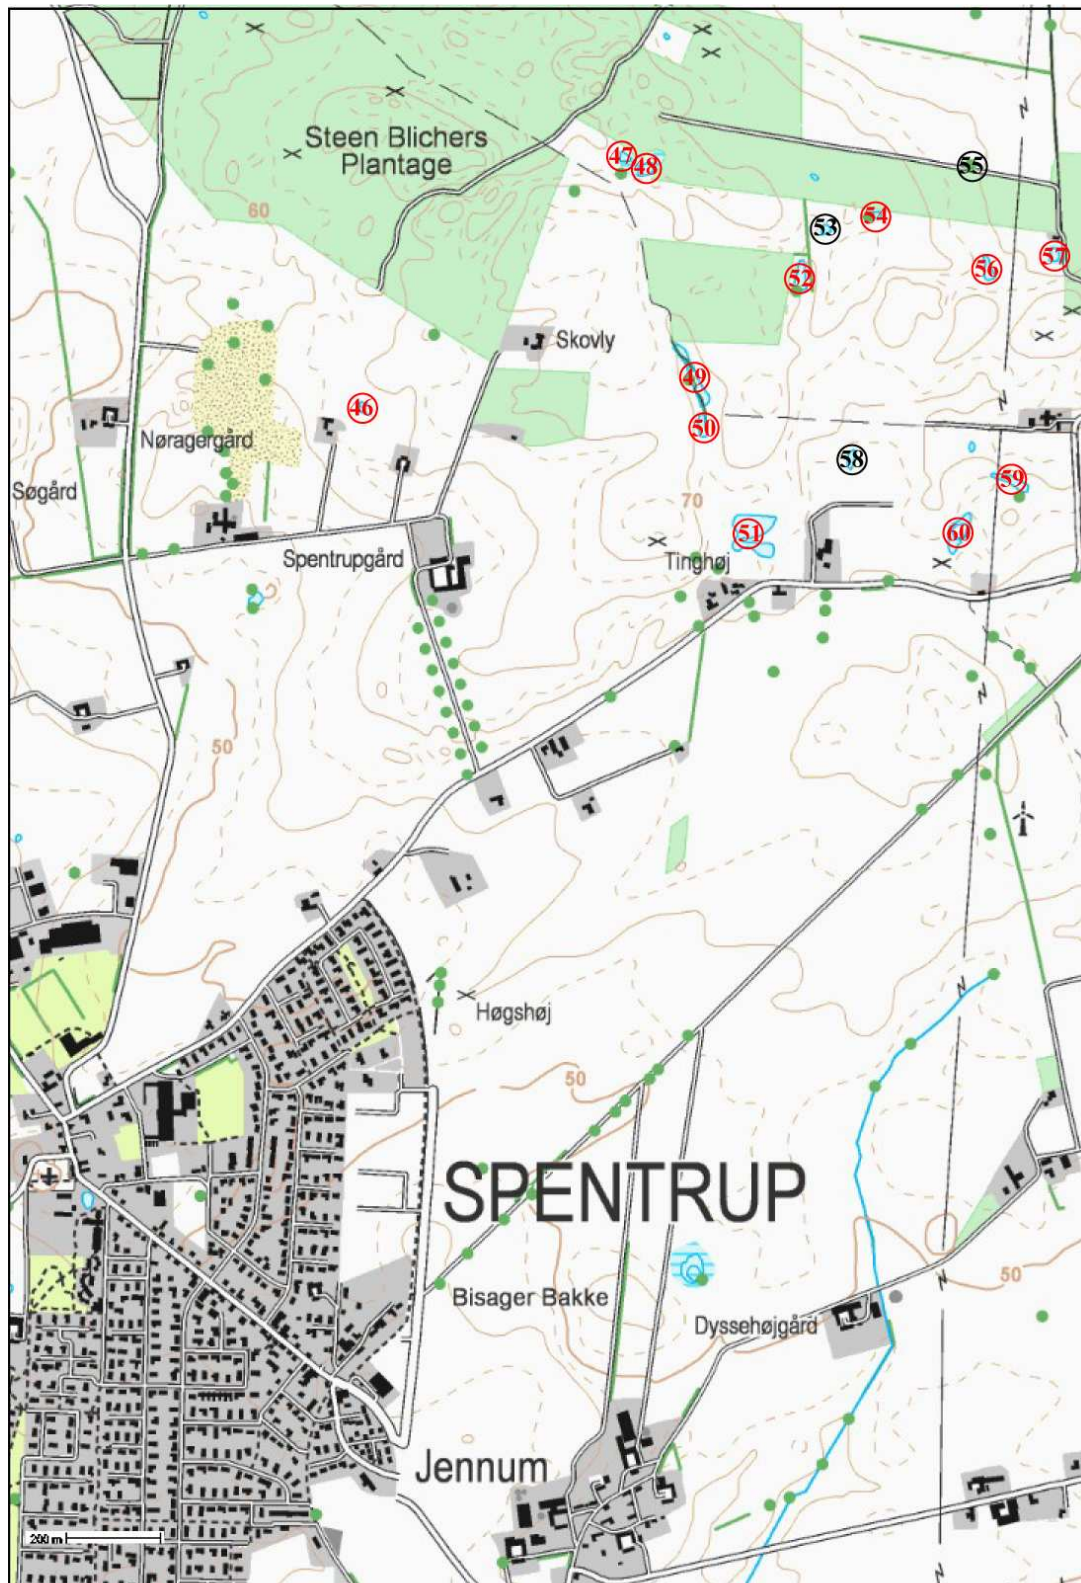 Steen Blichers
Plantage
47
48
55
60
54
53
56
57
52
Skovly
49
46
50
Nøragergård
58
59
Søgård
70
51
60
Spentrupgård
Tinghøj
50
Høgshøj
50
SPENTRUP
50
Bisager Bakke
Dyssehøjgård
Jennum
200 m